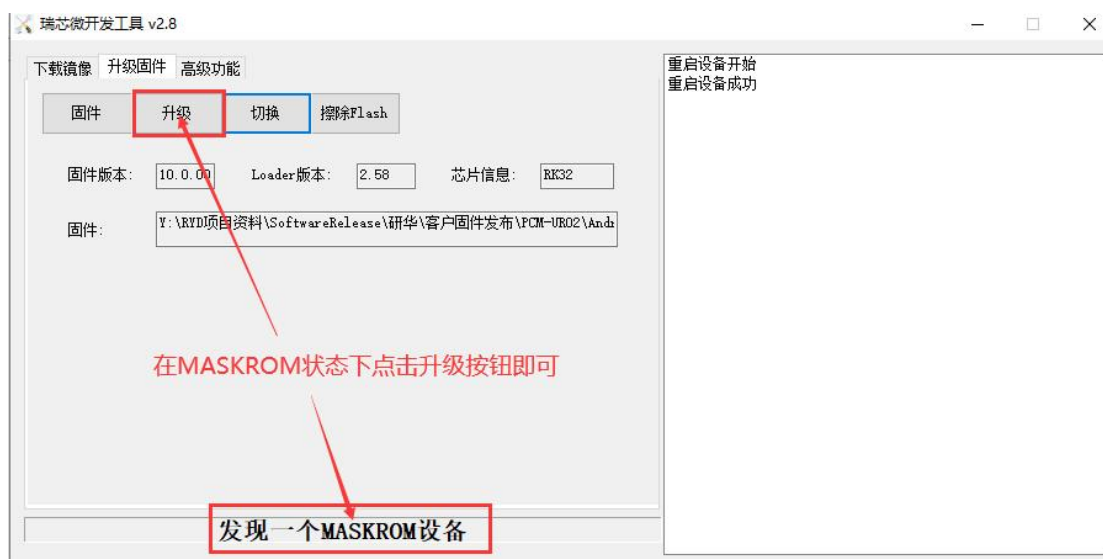 瑞芯微开发工具 v2.8
下载镜像 升级固件 高级功能
固件 升级 切换 擦除Flash
固件版本: 10.0.00 Loader版本: 2.58 芯片信息: RK32
固件: Y:\RYD项目资料\SoftwareRelease\研华\客户固件发布\PCM-UR02\Andr
在MASKROM状态下点击升级按钮即可
发现一个MASKROM设备
重启设备开始
重启设备成功